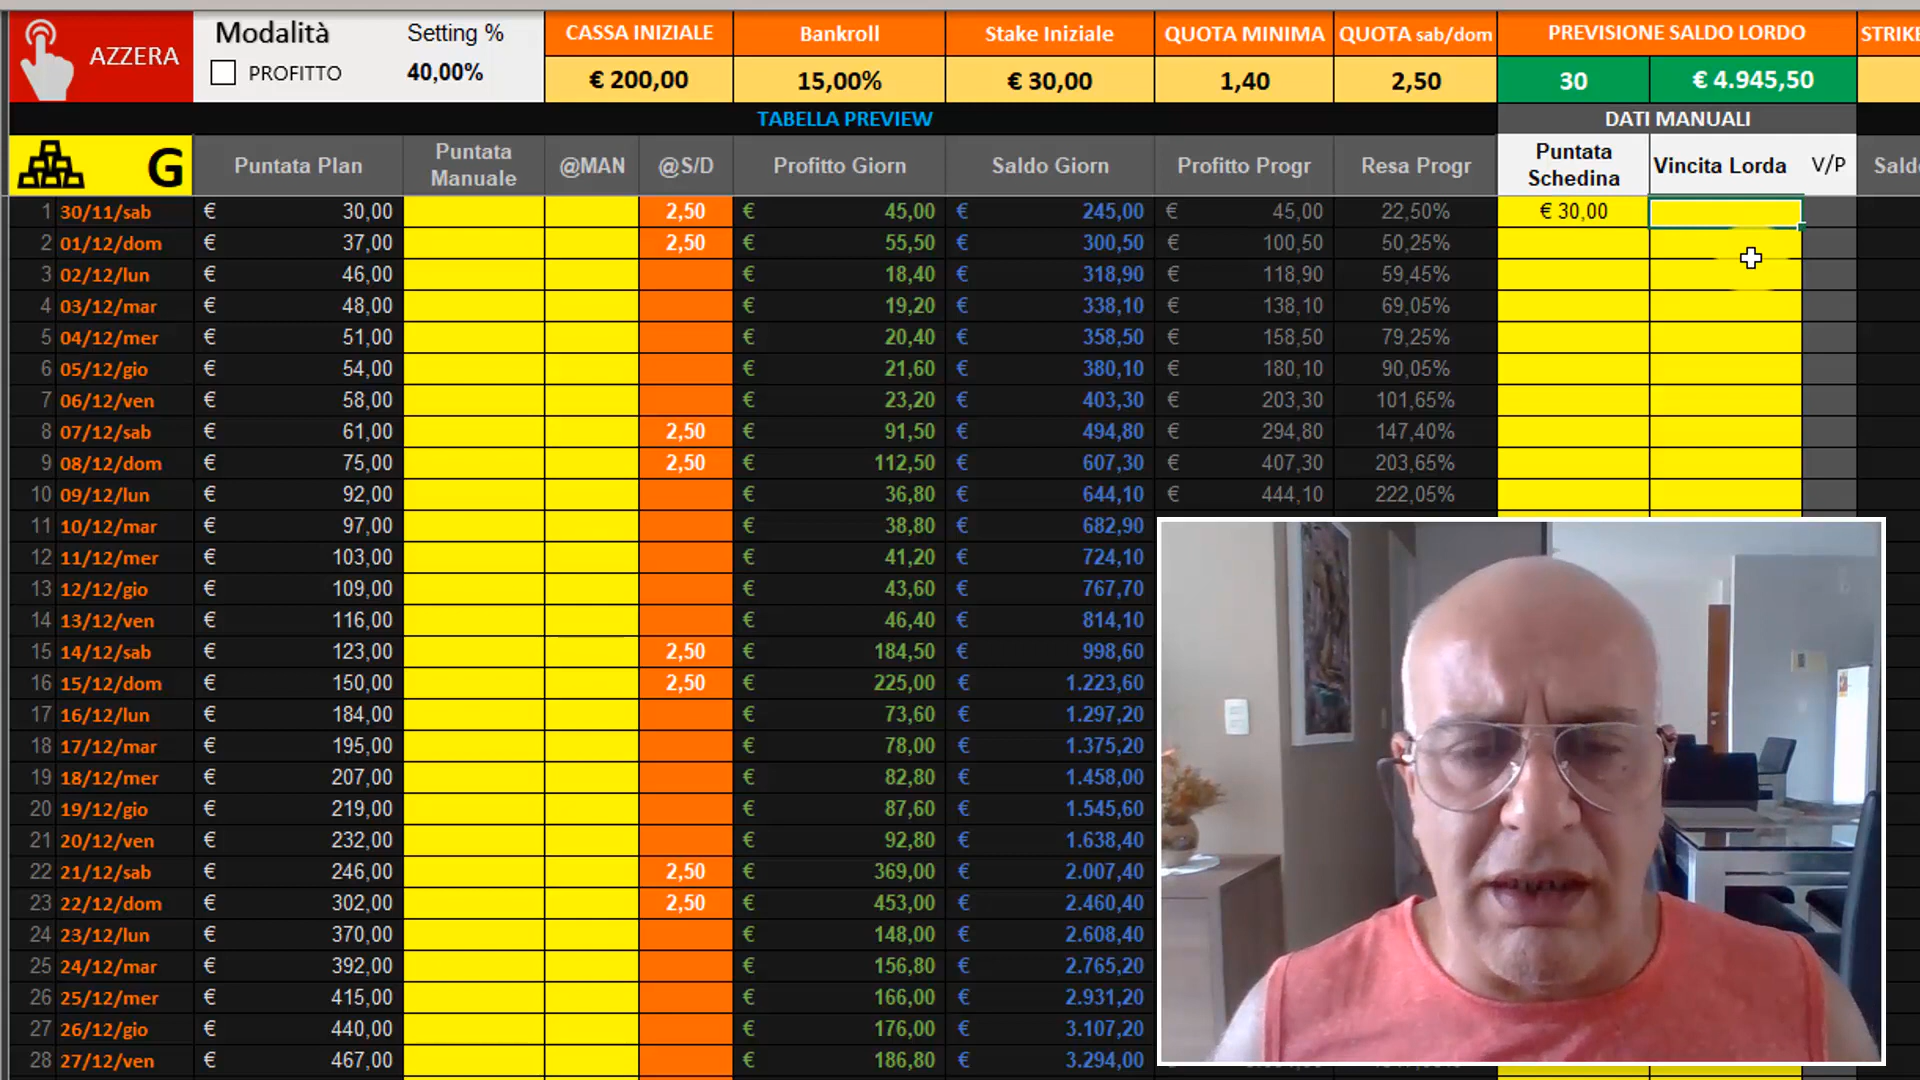 AZZERA Modalità Setting % CASSA INIZIALE Bankroll Stake Iniziale QUOTA MINIMA QUOTA sab/dom PREVISIONE SALDO LORDO STRIKE
PROFITTO 40,00% € 200,00 15,00% € 30,00 1,40 2,50 30 € 4.945,50
TABELLA PREVIEW DATI MANUALI
G Puntata Plan Puntata Manuale @MAN @S/D Profitto Giorn Saldo Giorn Profitto Progr Resa Progr Puntata Schedina Vincita Lorda V/P
1 30/11/sab € 30,00 2,50 € 45,00 € 245,00 € 45,00 22,50% € 30,00
2 01/12/dom € 37,00 2,50 € 55,50 € 300,50 € 100,50 50,25%
3 02/12/lun € 46,00 € 18,40 € 318,90 € 118,90 59,45%
4 03/12/mar € 48,00 € 19,20 € 338,10 € 138,10 69,05%
5 04/12/mer € 51,00 € 20,40 € 358,50 € 158,50 79,25%
6 05/12/gio € 54,00 € 21,60 € 380,10 € 180,10 90,05%
7 06/12/ven € 58,00 € 23,20 € 403,30 € 203,30 101,65%
8 07/12/sab € 61,00 2,50 € 91,50 € 494,80 € 294,80 147,40%
9 08/12/dom € 75,00 2,50 € 112,50 € 607,30 € 407,30 203,65%
10 09/12/lun € 92,00 € 36,80 € 644,10 € 444,10 222,05%
11 10/12/mar € 97,00 € 38,80 € 682,90
12 11/12/mer € 103,00 € 41,20 € 724,10
13 12/12/gio € 109,00 € 43,60 € 767,70
14 13/12/ven € 116,00 € 46,40 € 814,10
15 14/12/sab € 123,00 2,50 € 184,50 € 998,60
16 15/12/dom € 150,00 2,50 € 225,00 € 1.223,60
17 16/12/lun € 184,00 € 73,60 € 1.297,20
18 17/12/mar € 195,00 € 78,00 € 1.375,20
19 18/12/mer € 207,00 € 82,80 € 1.458,00
20 19/12/gio € 219,00 € 87,60 € 1.545,60
21 20/12/ven € 232,00 € 92,80 € 1.638,40
22 21/12/sab € 246,00 2,50 € 369,00 € 2.007,40
23 22/12/dom € 302,00 2,50 € 453,00 € 2.460,40
24 23/12/lun € 370,00 € 148,00 € 2.608,40
25 24/12/mar € 392,00 € 156,80 € 2.765,20
26 25/12/mer € 415,00 € 166,00 € 2.931,20
27 26/12/gio € 440,00 € 176,00 € 3.107,20
28 27/12/ven € 467,00 € 186,80 € 3.294,00